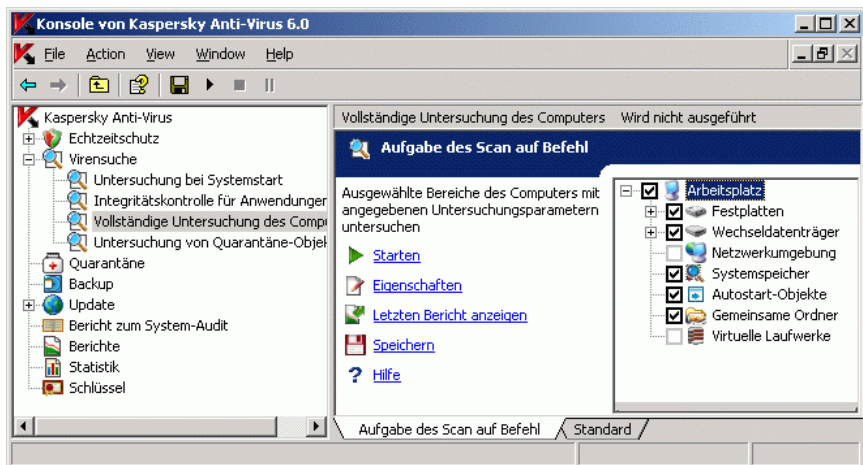 Konsole von Kaspersky Anti-Virus 6.0
File Action View Window Help
Kaspersky Anti-Virus
Echtzeitschutz
Virensuche
Untersuchung bei Systemstart
Integritätskontrolle für Anwendunger
Vollständige Untersuchung des Compu
Untersuchung von Quarantäne-Objek
Quarantäne
Backup
Update
Bericht zum System-Audit
Berichte
Statistik
Schlüssel
Vollständige Untersuchung des Computers Wird nicht ausgeführt
Aufgabe des Scan auf Befehl
Ausgewählte Bereiche des Computers mit
angegebenen Untersuchungsparametern
untersuchen
Starten
Eigenschaften
Letzten Bericht anzeigen
Speichern
Hilfe
Arbeitsplatz
Festplatten
Wechseldatenträger
Netzwerkumgebung
Systemspeicher
Autostart-Objekte
Gemeinsame Ordner
Virtuelle Laufwerke
Aufgabe des Scan auf Befehl Standard